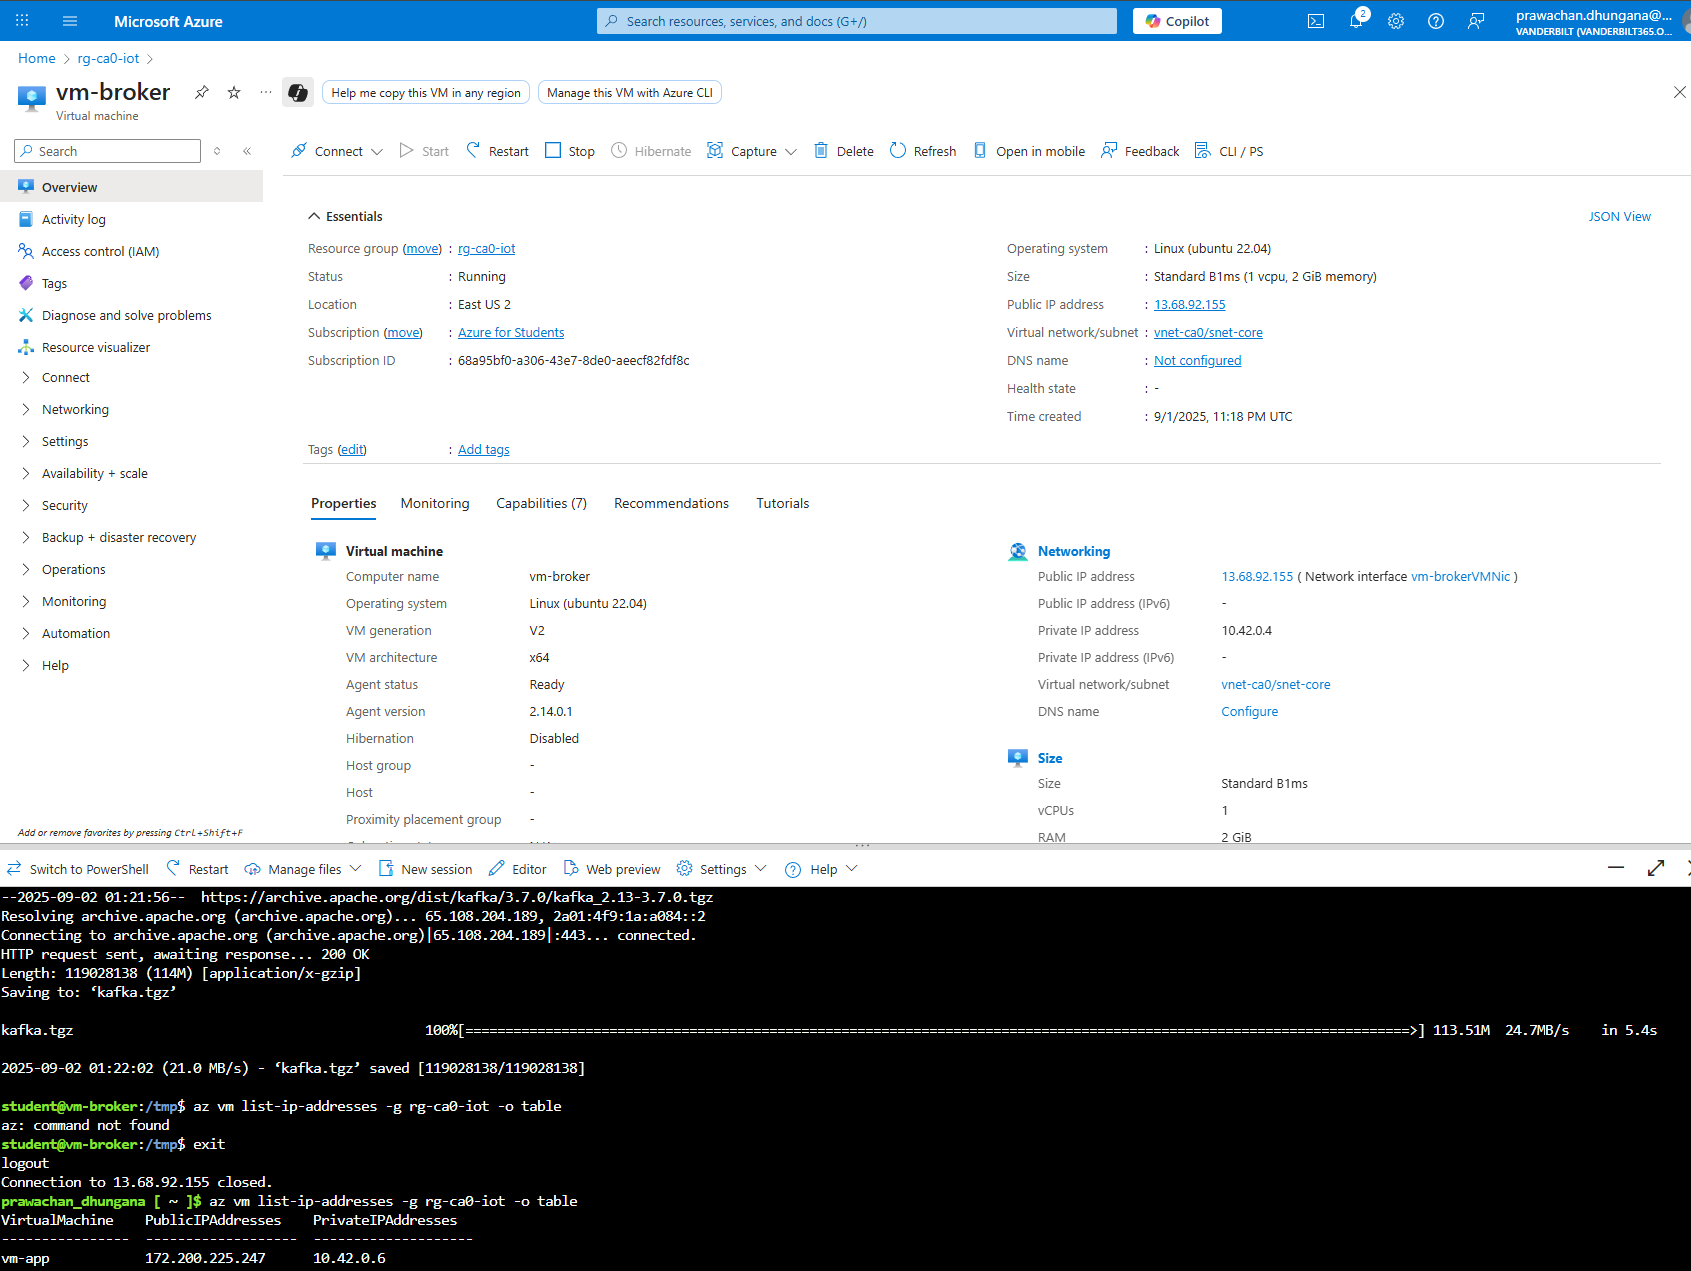 Microsoft Azure
Search resources, services, and docs (G+/)
Copilot
2
prawachan.dhungana@...
VANDERBILT (VANDERBILT365.O...
Home > rg-ca0-iot >
vm-broker
Virtual machine
Help me copy this VM in any region
Manage this VM with Azure CLI
Search
Connect
Start
Restart
Stop
Hibernate
Capture
Delete
Refresh
Open in mobile
Feedback
CLI / PS
Overview
Activity log
Access control (IAM)
Tags
Diagnose and solve problems
Resource visualizer
Connect
Networking
Settings
Availability + scale
Security
Backup + disaster recovery
Operations
Monitoring
Automation
Help
Add or remove favorites by pressing Ctrl+Shift+F
Essentials
JSON View
Resource group (move) : rg-ca0-iot
Status : Running
Location : East US 2
Subscription (move) : Azure for Students
Subscription ID : 68a95bf0-a306-43e7-8de0-aeecf82fdf8c
Operating system : Linux (ubuntu 22.04)
Size : Standard B1ms (1 vcpu, 2 GiB memory)
Public IP address : 13.68.92.155
Virtual network/subnet : vnet-ca0/snet-core
DNS name : Not configured
Health state : -
Time created : 9/1/2025, 11:18 PM UTC
Tags (edit) : Add tags
Properties
Monitoring
Capabilities (7)
Recommendations
Tutorials
Virtual machine
Computer name vm-broker
Operating system Linux (ubuntu 22.04)
VM generation V2
VM architecture x64
Agent status Ready
Agent version 2.14.0.1
Hibernation Disabled
Host group -
Host -
Proximity placement group -
Networking
Public IP address 13.68.92.155 ( Network interface vm-brokerVMNic )
Public IP address (IPv6) -
Private IP address 10.42.0.4
Private IP address (IPv6) -
Virtual network/subnet vnet-ca0/snet-core
DNS name Configure
Size
Size Standard B1ms
vCPUs 1
RAM 2 GiB
Switch to PowerShell
Restart
Manage files
New session
Editor
Web preview
Settings
Help
--2025-09-02 01:21:56--  https://archive.apache.org/dist/kafka/3.7.0/kafka_2.13-3.7.0.tgz
Resolving archive.apache.org (archive.apache.org)... 65.108.204.189, 2a01:4f9:1a:a084::2
Connecting to archive.apache.org (archive.apache.org)|65.108.204.189|:443... connected.
HTTP request sent, awaiting response... 200 OK
Length: 119028138 (114M) [application/x-gzip]
Saving to: ‘kafka.tgz’
kafka.tgz 100%[======================================================================================================================>] 113.51M 24.7MB/s in 5.4s
2025-09-02 01:22:02 (21.0 MB/s) - ‘kafka.tgz’ saved [119028138/119028138]
student@vm-broker:/tmp$ az vm list-ip-addresses -g rg-ca0-iot -o table
az: command not found
student@vm-broker:/tmp$ exit
logout
Connection to 13.68.92.155 closed.
prawachan_dhungana [ ~ ]$ az vm list-ip-addresses -g rg-ca0-iot -o table
VirtualMachine    PublicIPAddresses    PrivateIPAddresses
----------------  -------------------  --------------------
vm-app            172.200.225.247      10.42.0.6